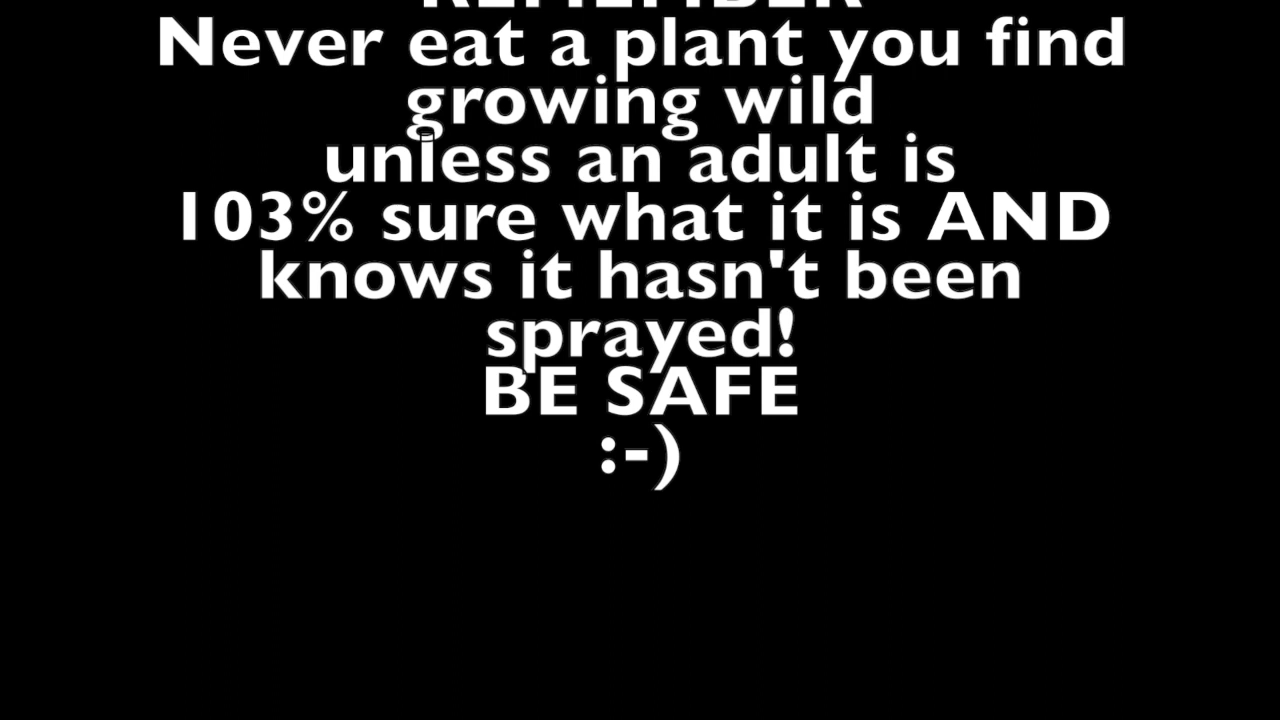 REMEMBER
Never eat a plant you find
growing wild
unless an adult is
103% sure what it is AND
knows it hasn't been
sprayed!
BE SAFE
:-)